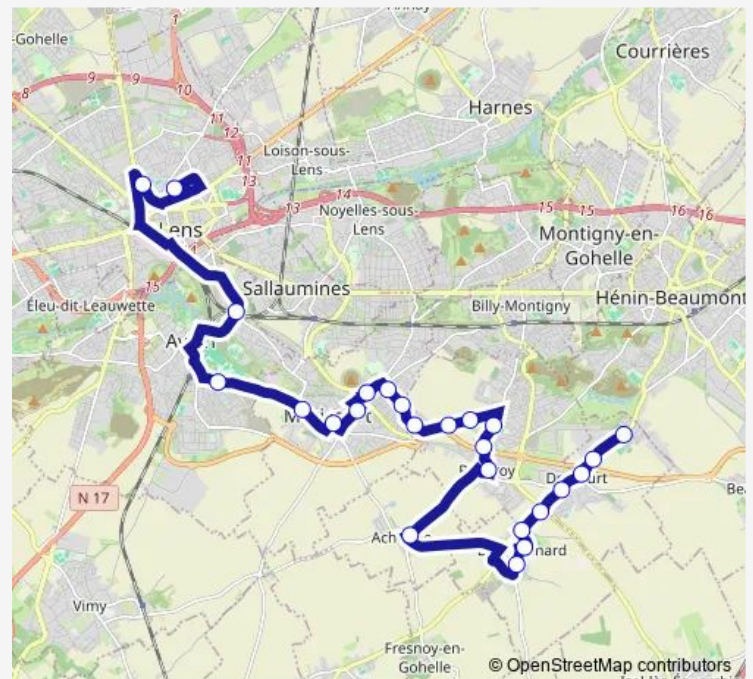 -Gohelle
Courrières
1
9
9
8
10
11
12
Harnes
11
13
Loison-sous-
Lens
13
14
15
15
16
16
Noyelles-sous-
Lens
Lens
4
Montigny-en-
Gohelle
15
Sallaumines
Éleu-dit-Leauwette
Billy-Montigny
Hénin-Beaumont
N 17
Be
Vimy
Fresnoy-en-
Gohelle
© OpenStreetMap contributors